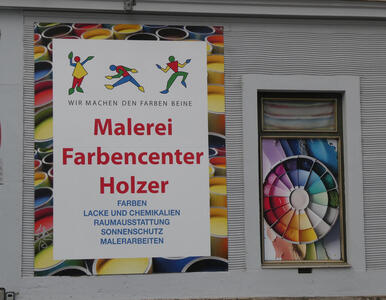 WIR MACHEN DEN FARBEN BEINE
Malerei
Farbencenter
Holzer
FARBEN
LACKE UND CHEMIKALIEN
RAUMAUSSTATTUNG
SONNENSCHUTZ
MALERARBEITEN